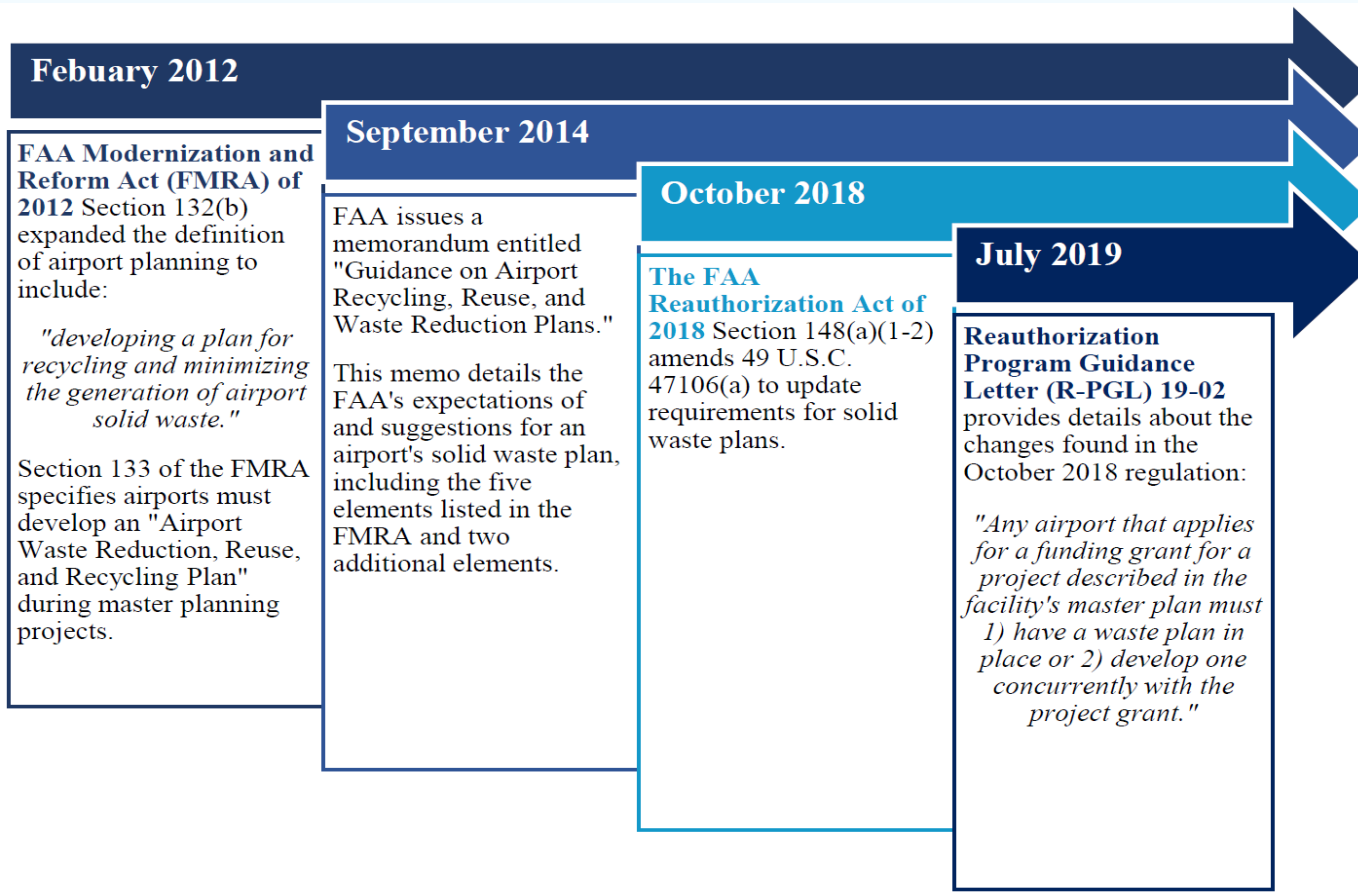 Febuary 2012
FAA Modernization and
Reform Act (FMRA) of
2012 Section 132(b)
expanded the definition
of airport planning to
include:
"developing a plan for
recycling and minimizing
the generation of airport
solid waste."
Section 133 of the FMRA
specifies airports must
develop an "Airport
Waste Reduction, Reuse,
and Recycling Plan"
during master planning
projects.
September 2014
FAA issues a
memorandum entitled
"Guidance on Airport
Recycling, Reuse, and
Waste Reduction Plans."
This memo details the
FAA's expectations of
and suggestions for an
airport's solid waste plan,
including the five
elements listed in the
FMRA and two
additional elements.
October 2018
The FAA
Reauthorization Act of
2018 Section 148(a)(1-2)
amends 49 U.S.C.
47106(a) to update
requirements for solid
waste plans.
July 2019
Reauthorization
Program Guidance
Letter (R-PGL) 19-02
provides details about the
changes found in the
October 2018 regulation:
"Any airport that applies
for a funding grant for a
project described in the
facility's master plan must
1) have a waste plan in
place or 2) develop one
concurrently with the
project grant."